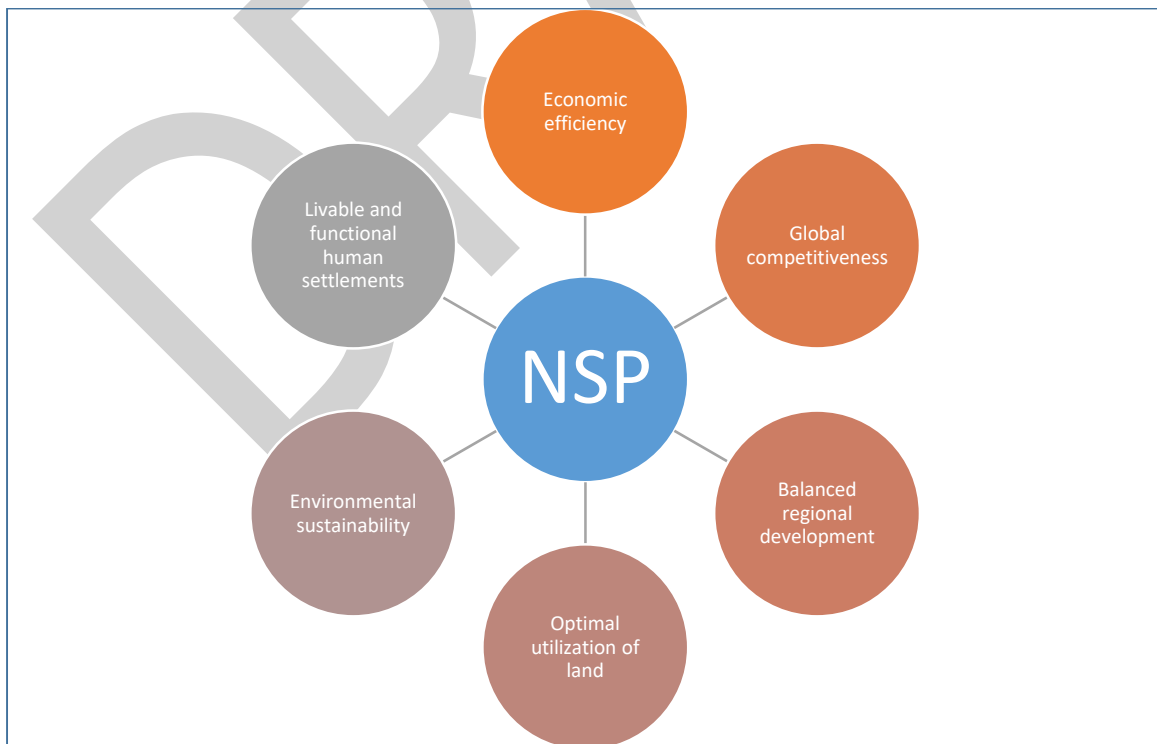 Economic
efficiency
Global
competitiveness
Balanced
regional
development
Optimal
utilization of
land
Environmental
sustainability
Livable and
functional
human
settlements
NSP